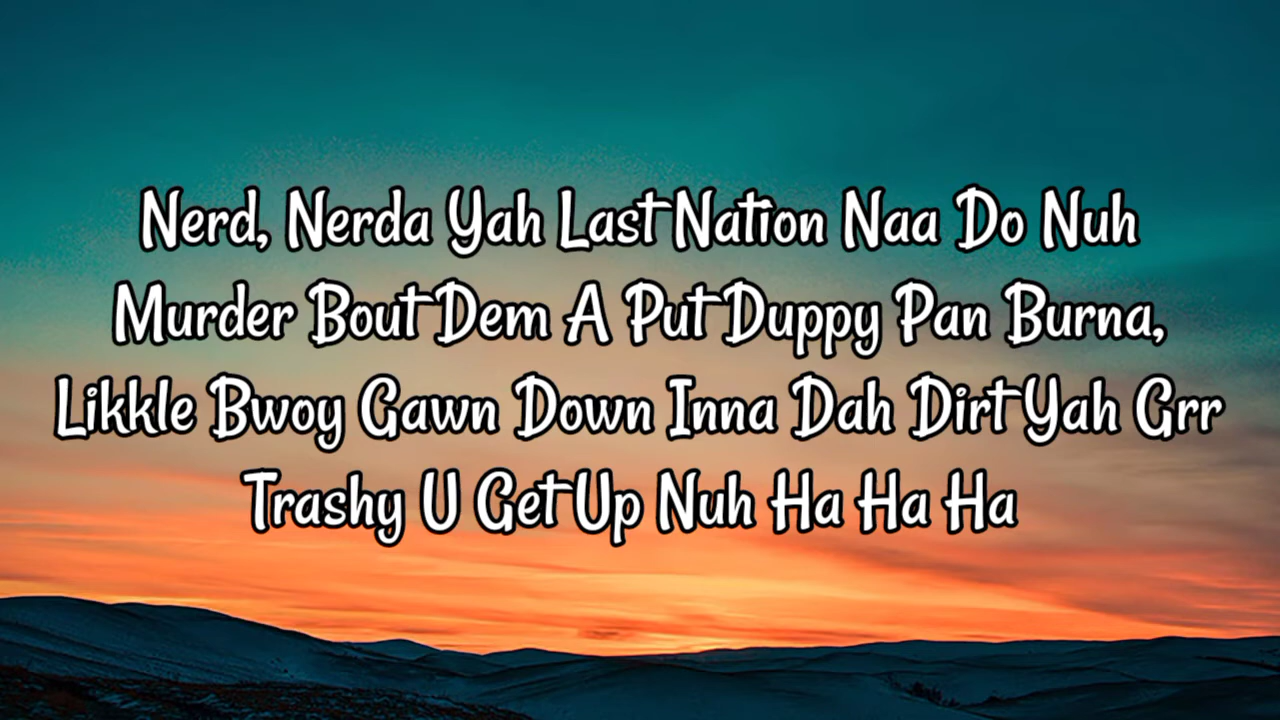 Nerd, Nerda Yah Last Nation Naa Do Nuh
Murder Bout Dem A Put Duppy Pan Burna,
Likkle Bwoy Gawn Down Inna Dah Dirt Yah Grr
Trashy U Get Up Nuh Ha Ha Ha